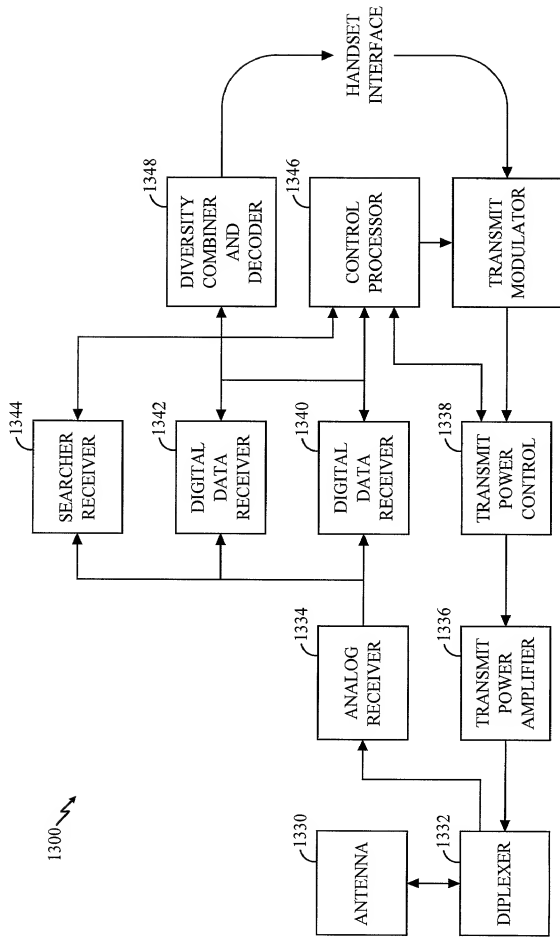 1300
1330
ANTENNA
1332
DIPLEXER
1334
ANALOG
RECEIVER
1336
TRANSMIT
POWER
AMPLIFIER
1344
SEARCHER
RECEIVER
1342
DIGITAL
DATA
RECEIVER
1340
DIGITAL
DATA
RECEIVER
1338
TRANSMIT
POWER
CONTROL
1348
DIVERSITY
COMBINER
AND
DECODER
1346
CONTROL
PROCESSOR
TRANSMIT
MODULATOR
HANDSET
INTERFACE